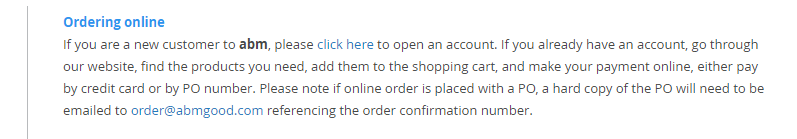 Ordering online
If you are a new customer to abm, please click here to open an account. If you already have an account, go through
our website, find the products you need, add them to the shopping cart, and make your payment online, either pay
by credit card or by PO number. Please note if online order is placed with a PO, a hard copy of the PO will need to be
emailed to order@abmgood.com referencing the order confirmation number.